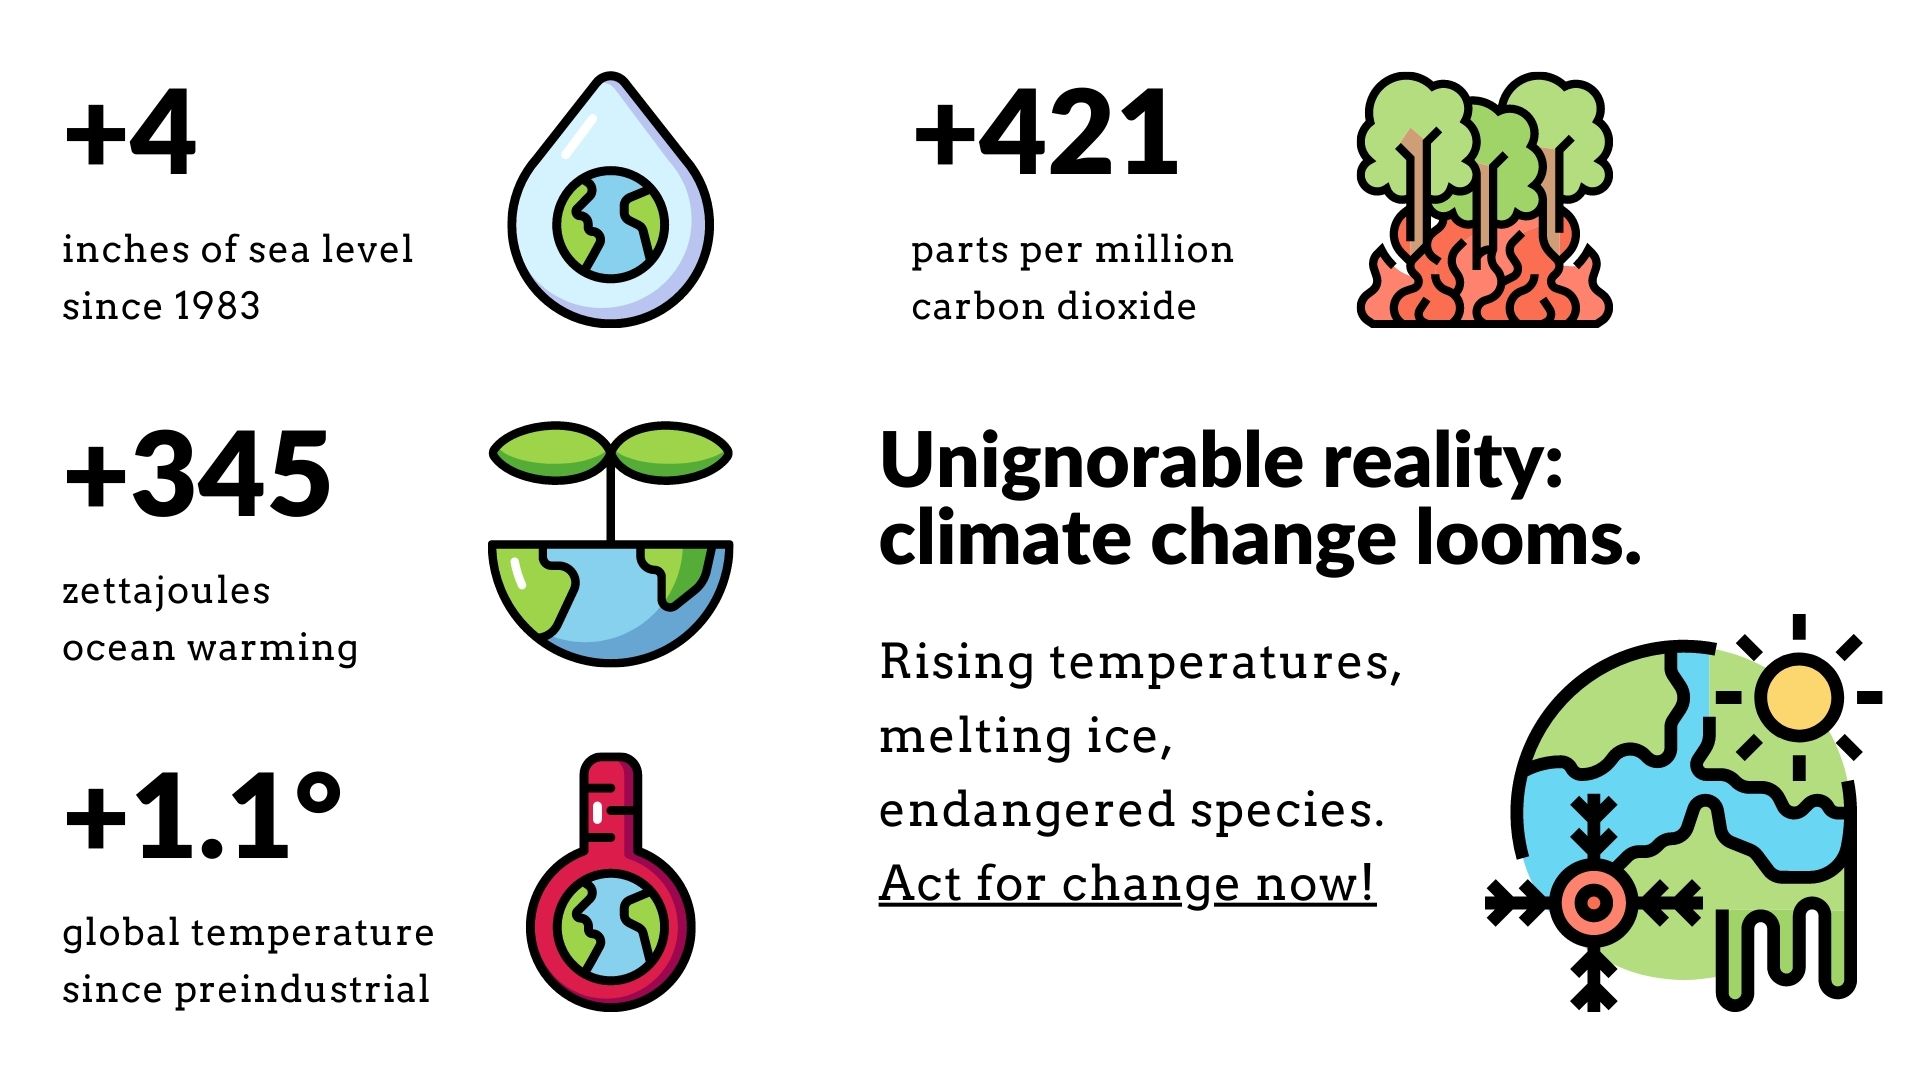 +4
inches of sea level
since 1983
+421
parts per million
carbon dioxide
+345
zettajoules
ocean warming
+1.1°
global temperature
since preindustrial
Unignorable reality:
climate change looms.
Rising temperatures,
melting ice,
endangered species.
Act for change now!